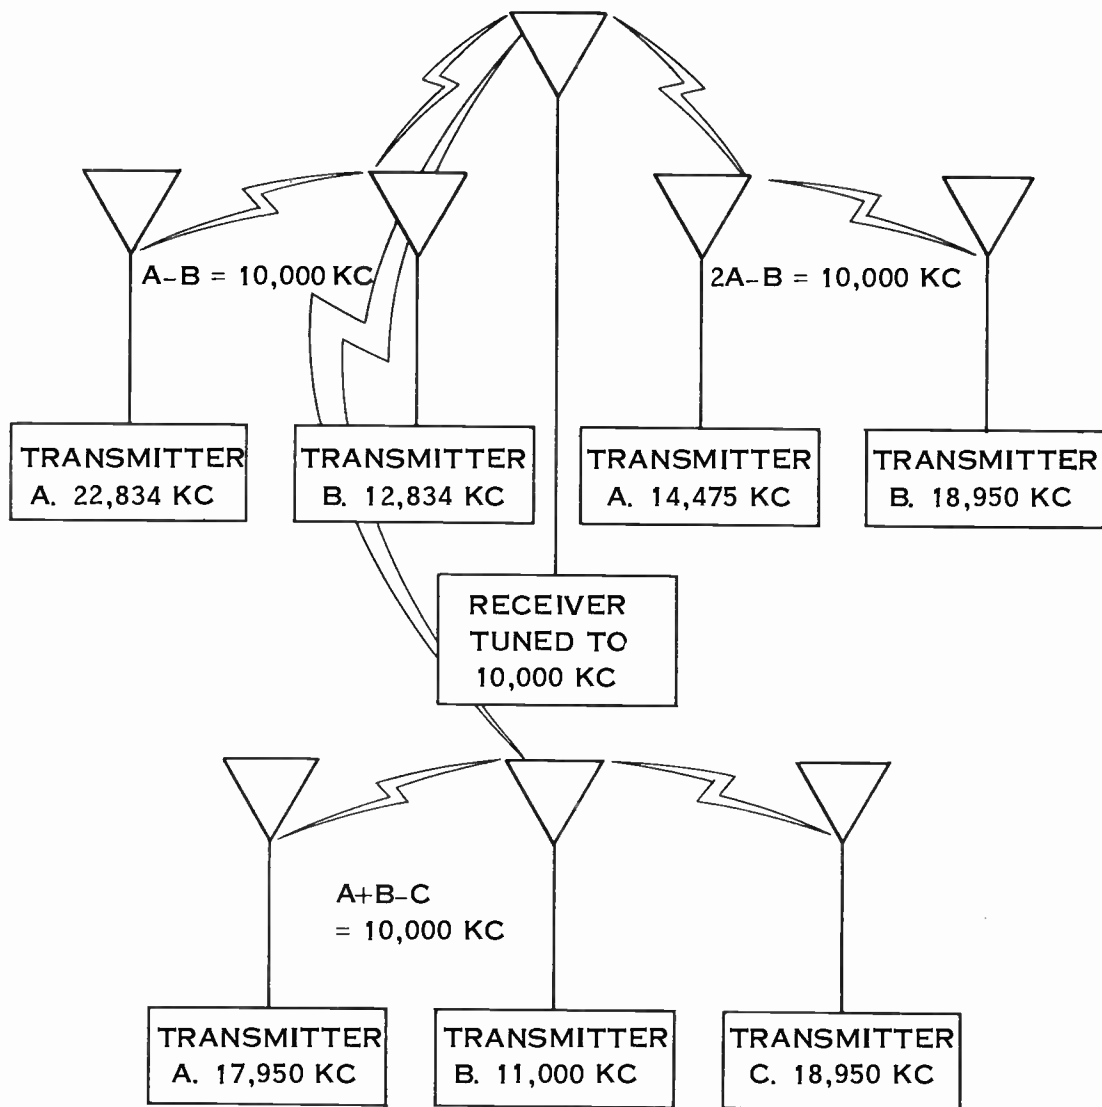 A-B = 10,000 KC
2A-B = 10,000 KC
TRANSMITTER
A. 22,834 KC
TRANSMITTER
B. 12,834 KC
TRANSMITTER
A. 14,475 KC
TRANSMITTER
B. 18,950 KC
RECEIVER
TUNED TO
10,000 KC
A+B-C
= 10,000 KC
TRANSMITTER
A. 17,950 KC
TRANSMITTER
B. 11,000 KC
TRANSMITTER
C. 18,950 KC